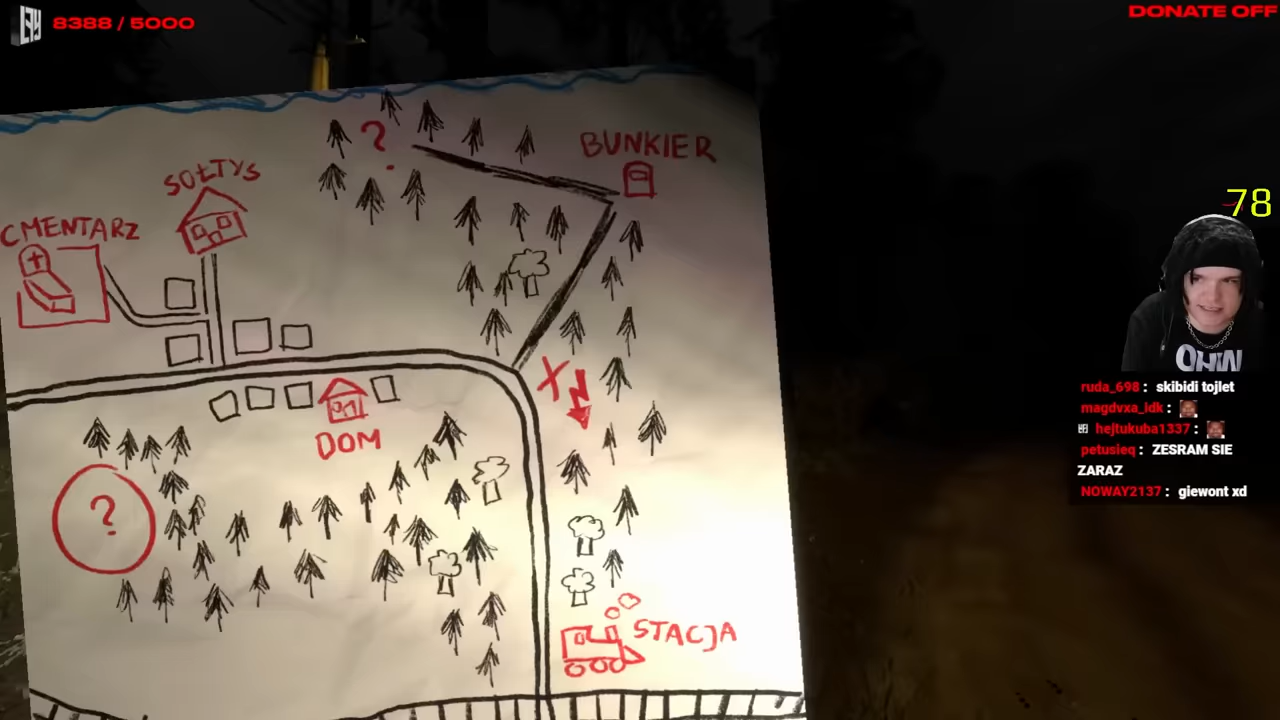 8388 / 5000
DONATE OFF
BUNKIER
?
SOŁTYS
CMENTARZ
78
DOM
X
?
STACJA
ruda_698: skibidi tojlet
magdvxa_idk:
hejtukuba1337:
petusieq: ZESRAM SIE
ZARAZ
NOWAY2137: giewont xd